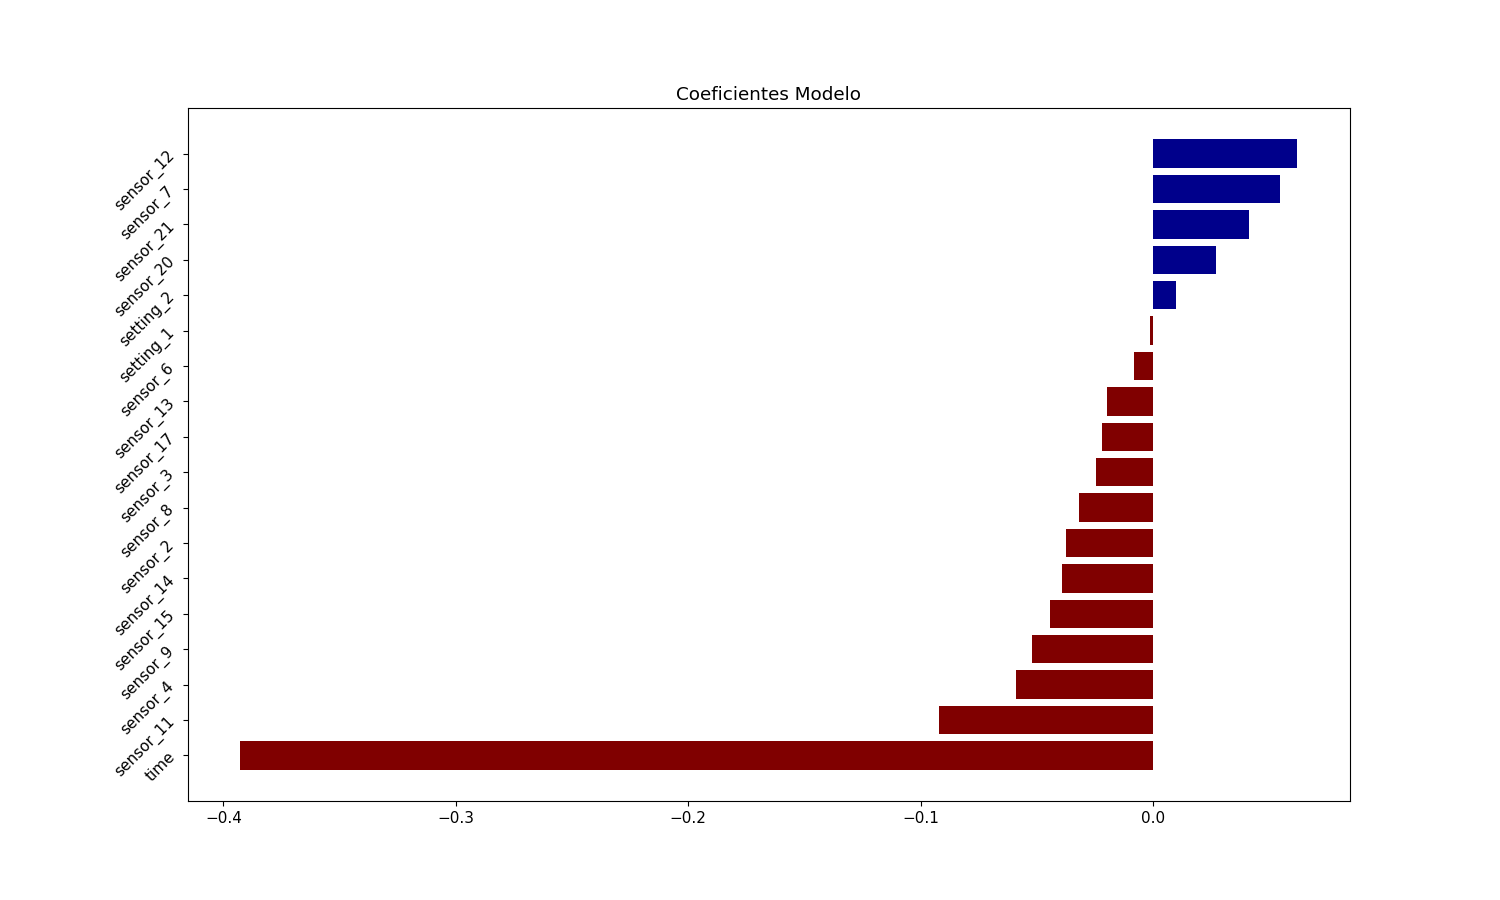 Coeficientes Modelo
sensor_12
sensor_7
sensor_21
sensor_20
setting_2
setting_1
sensor_6
sensor_13
sensor_17
sensor_3
sensor_8
sensor_2
sensor_14
sensor_15
sensor_9
sensor_4
sensor_11
time
−0.4 −0.3 −0.2 −0.1 0.0